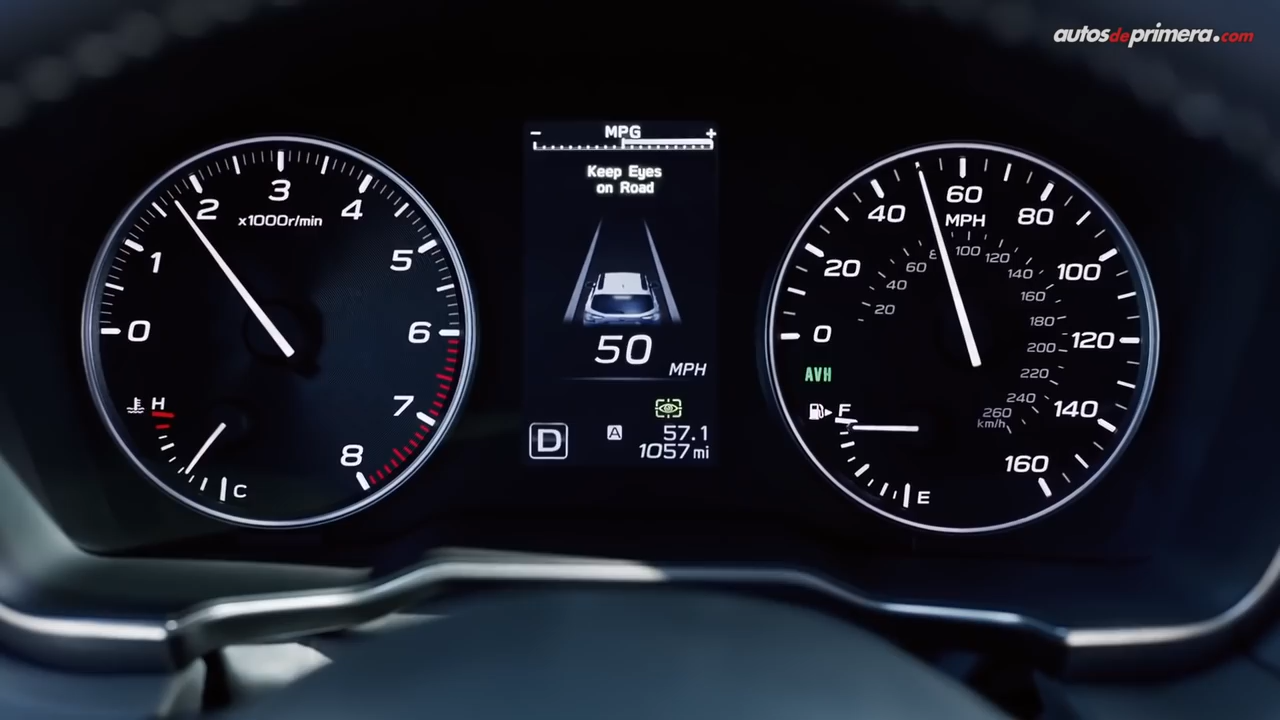 autosdeprimera.com
- MPG +
Keep Eyes
on Road
50
MPH
D
A
57.1
1057 mi
0
1
2
3
4
5
6
7
8
x1000r/min
H
C
0
20
40
60
80
100
120
140
160
MPH
20
40
60
100
120
140
160
180
200
220
240
260
km/h
AVH
F
E